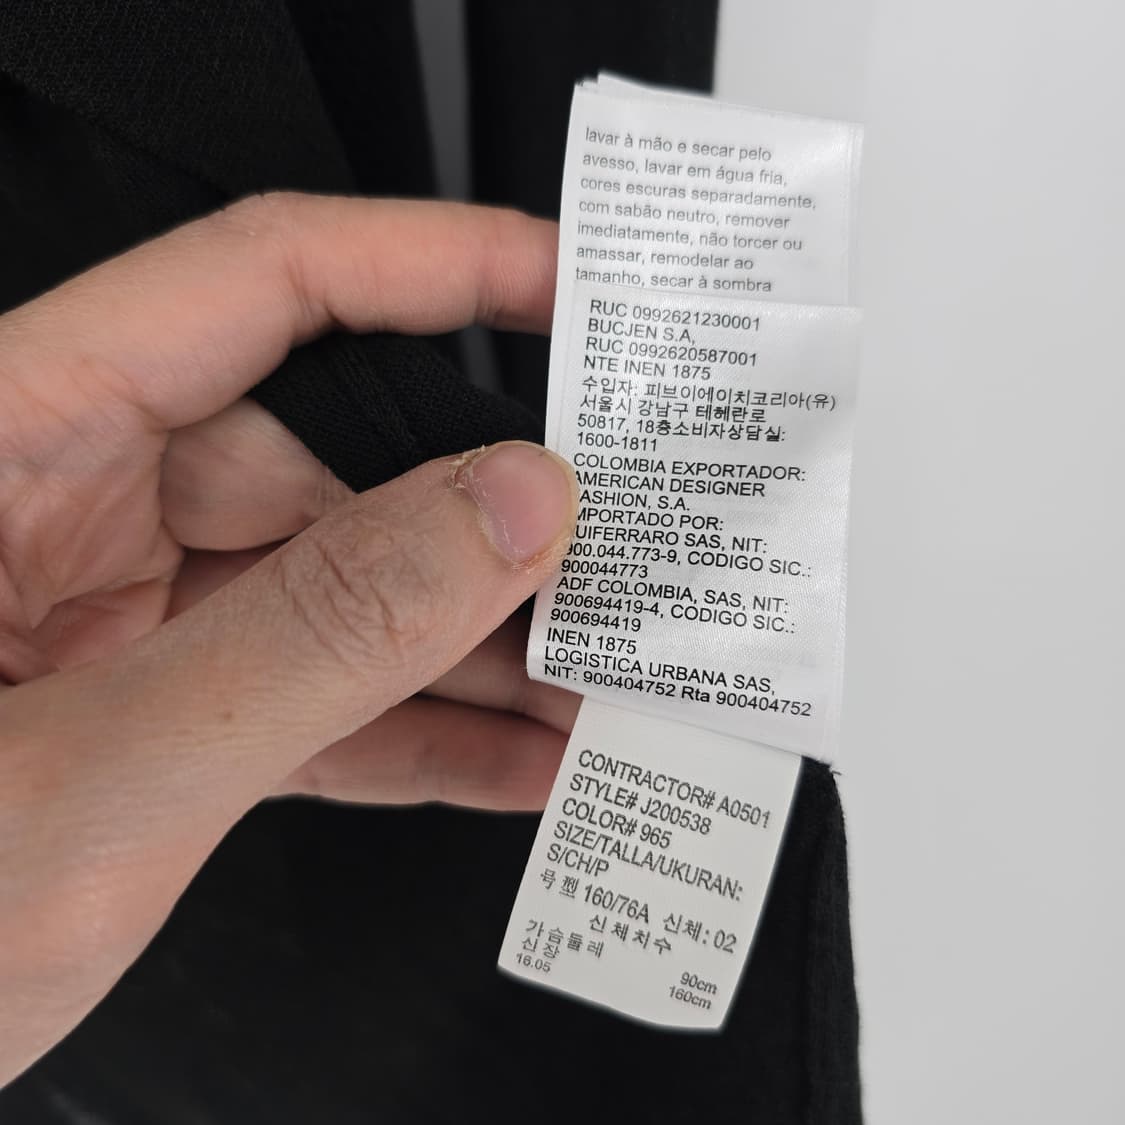 lavar à mão e secar pelo
avesso, lavar em água fria,
cores escuras separadamente,
com sabão neutro, remover
imediatamente, não torcer ou
amassar, remodelar ao
tamanho, secar à sombra
RUC 0992621230001
BUCJEN S.A,
RUC 0992620587001
NTE INEN 1875
수입자: 피브이에이치코리아(유)
서울시 강남구 테헤란로
50817, 18층소비자상담실:
1600-1811
COLOMBIA EXPORTADOR:
AMERICAN DESIGNER
FASHION, S.A.
IMPORTADO POR:
UIFERRARO SAS, NIT:
900.044.773-9, CODIGO SIC.:
900044773
ADF COLOMBIA, SAS, NIT:
900694419-4, CODIGO SIC.:
900694419
INEN 1875
LOGISTICA URBANA SAS,
NIT: 900404752 Rta 900404752
CONTRACTOR# A0501
STYLE# J200538
COLOR# 965
SIZE/TALLA/UKURAN:
S/CH/P
号型 160/76A 신체: 02
신체치수
가슴둘레 90cm
신장 160cm
16.05